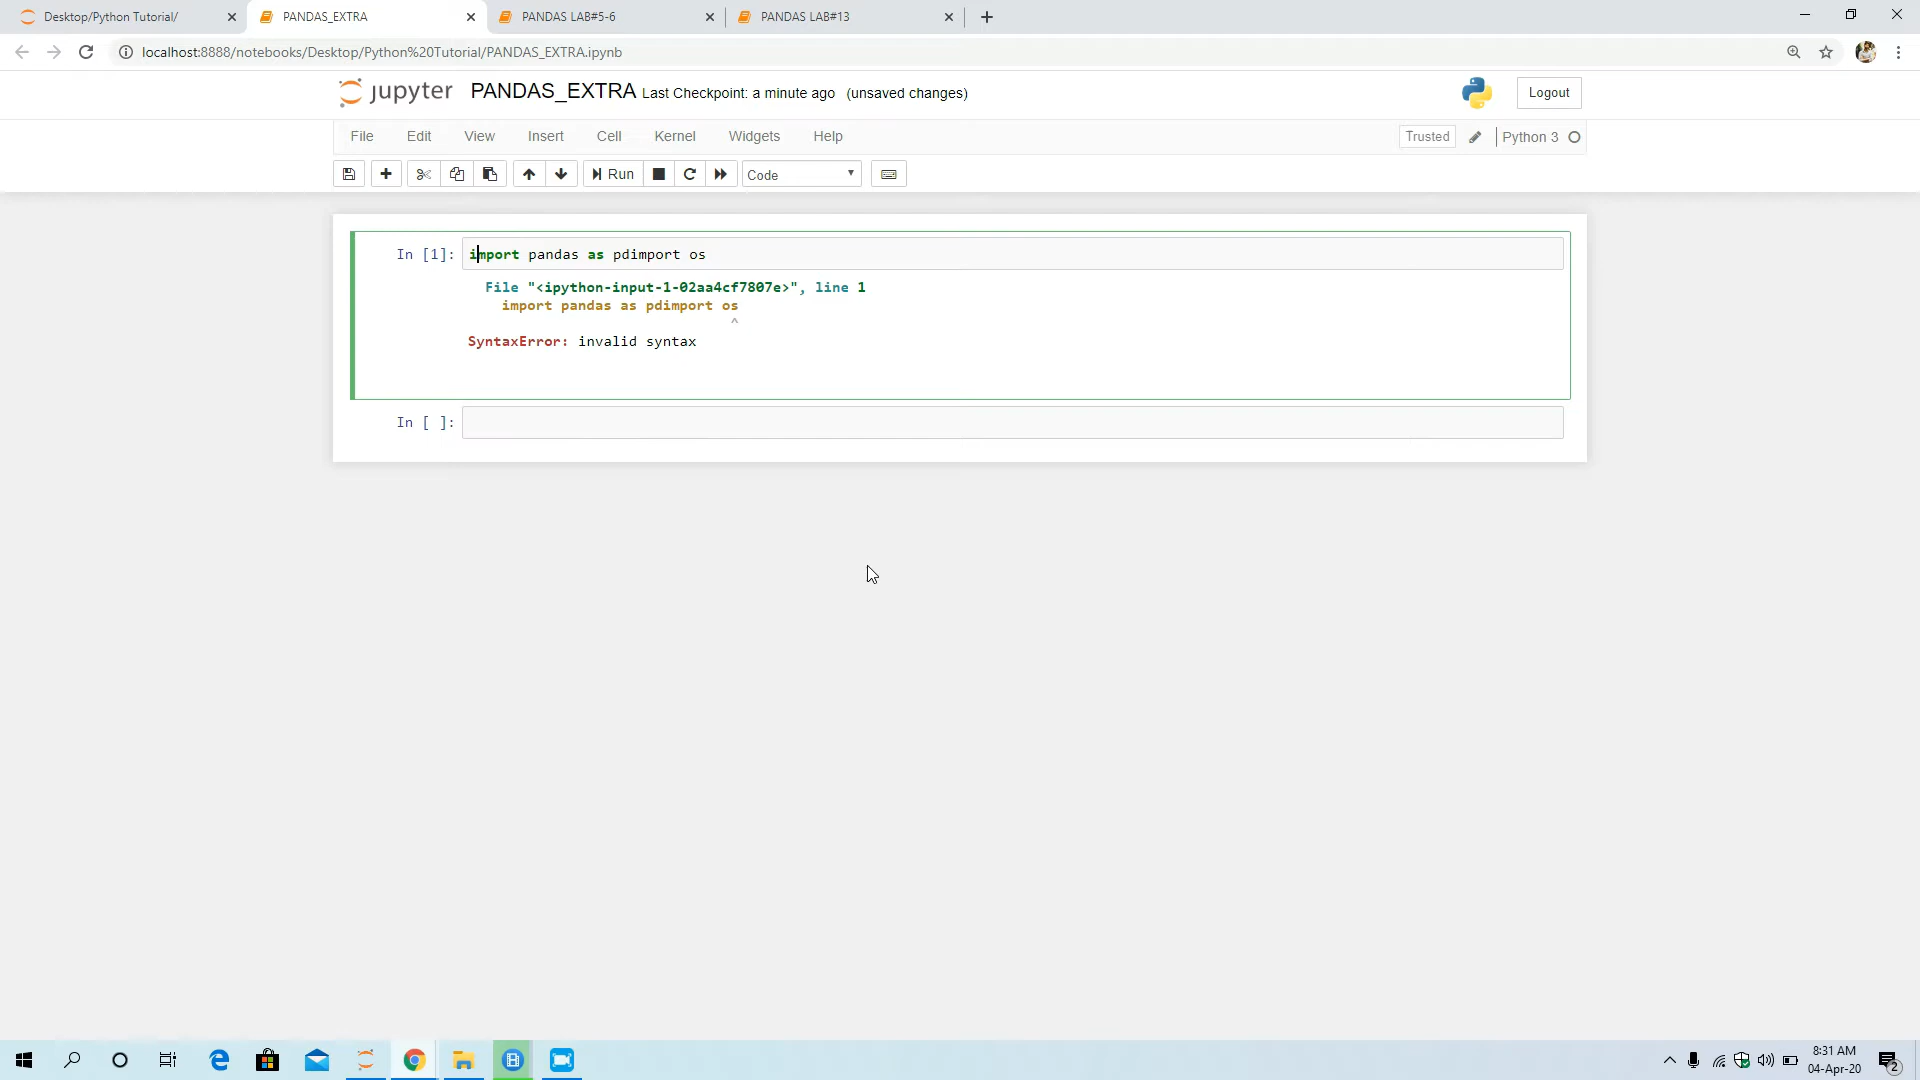 Desktop/Python Tutorial/ PANDAS_EXTRA PANDAS LAB#5-6 PANDAS LAB#13
localhost:8888/notebooks/Desktop/Python%20Tutorial/PANDAS_EXTRA.ipynb
jupyter PANDAS_EXTRA Last Checkpoint: a minute ago (unsaved changes) Logout
File Edit View Insert Cell Kernel Widgets Help Trusted Python 3
Run Code
In [1]: import pandas as pdimport os
File "<ipython-input-1-02aa4cf7807e>", line 1
import pandas as pdimport os
^
SyntaxError: invalid syntax
In [ ]:
8:31 AM
04-Apr-20
2